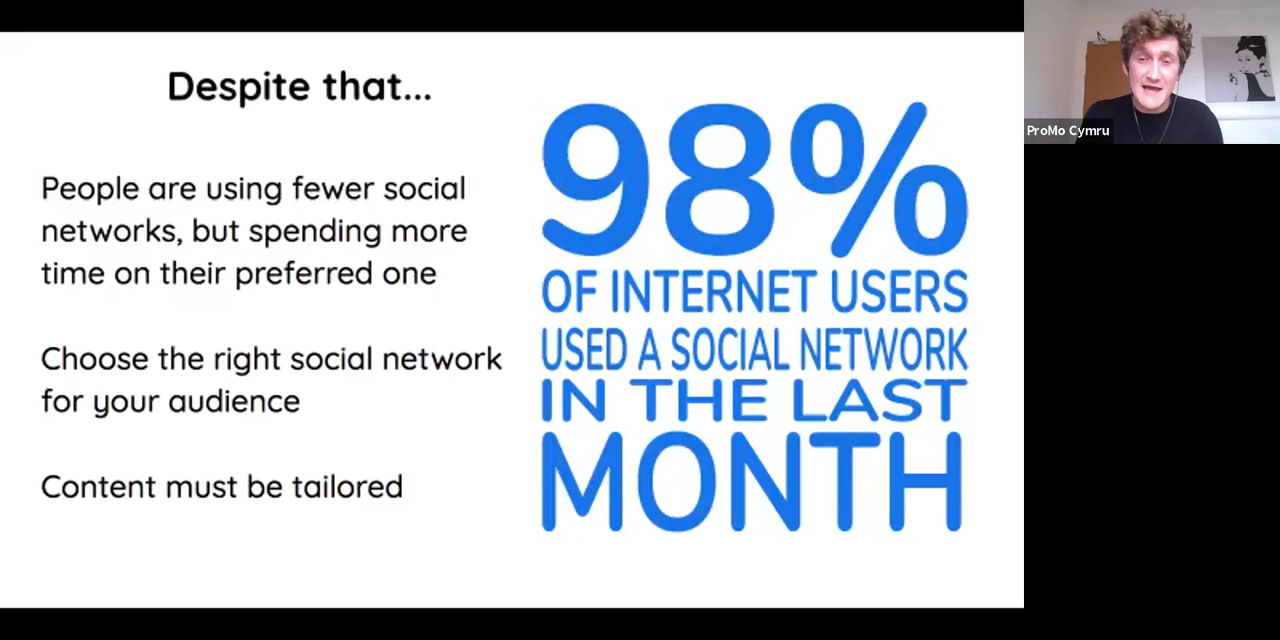 Despite that...
People are using fewer social
networks, but spending more
time on their preferred one
Choose the right social network
for your audience
Content must be tailored
98%
OF INTERNET USERS
USED A SOCIAL NETWORK
IN THE LAST
MONTH
ProMo Cymru